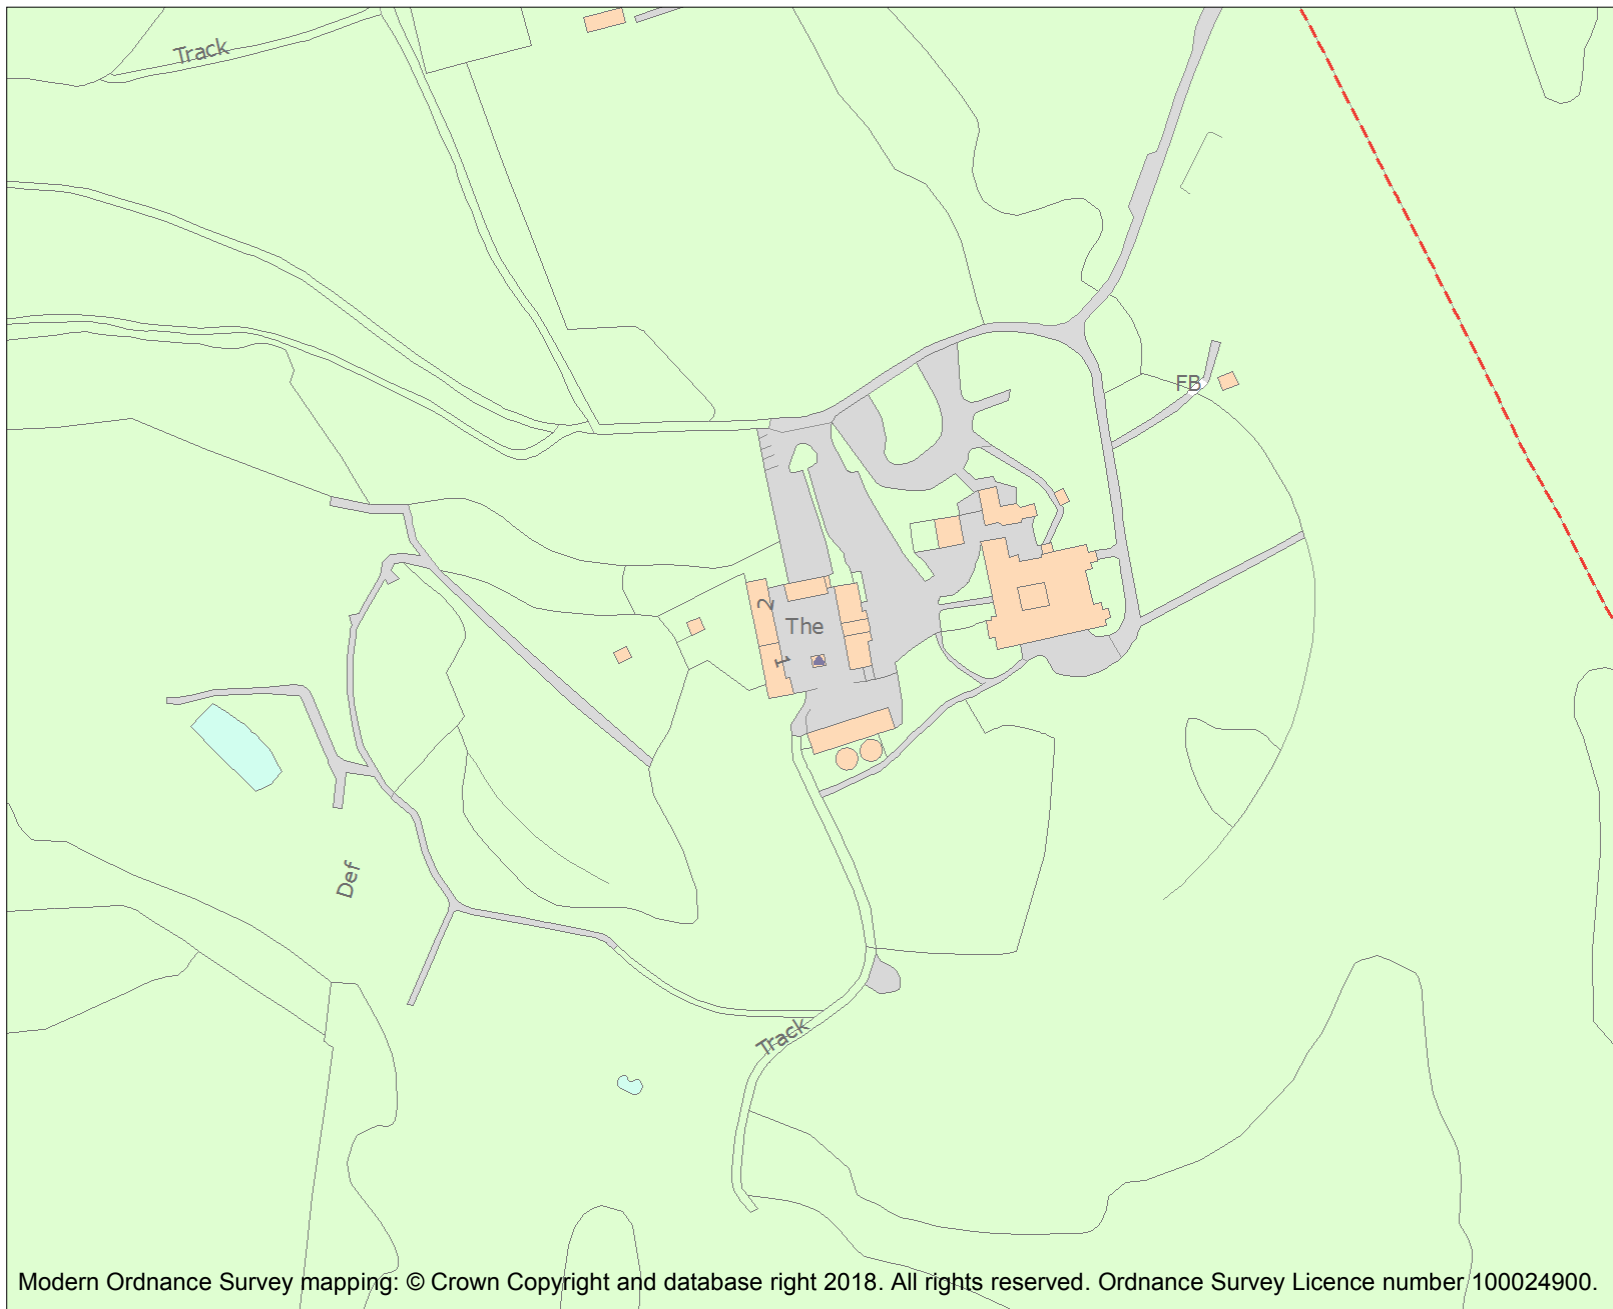 Track
FB
2
The
1
Def
Track
Modern Ordnance Survey mapping: © Crown Copyright and database right 2018. All rights reserved. Ordnance Survey Licence number 100024900.